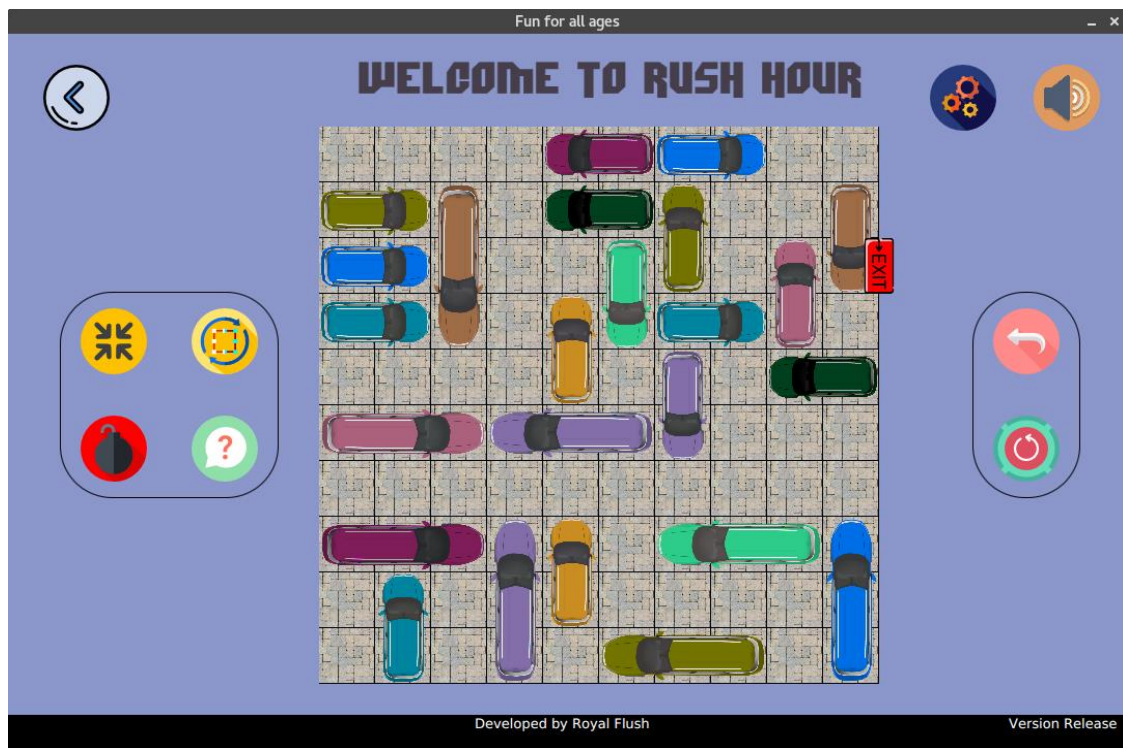 Fun for all ages
WELCOME TO RUSH HOUR
EXIT
?
Developed by Royal Flush
Version Release